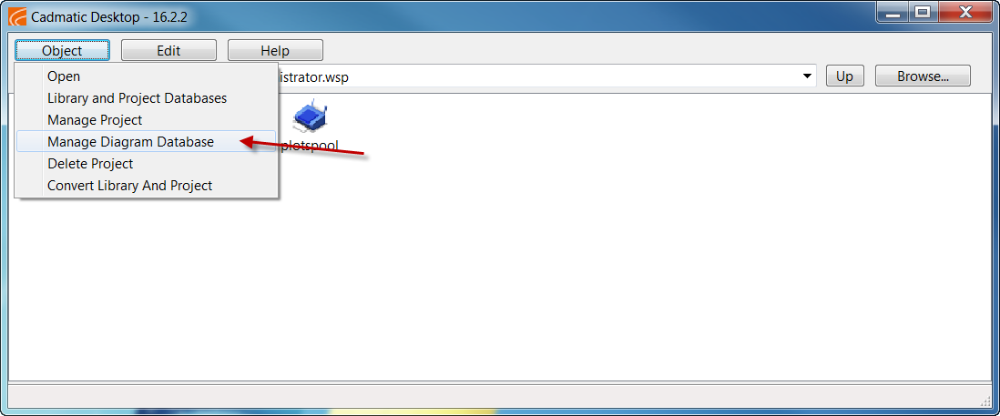 Cadmatic Desktop - 16.2.2
Object Edit Help
istrator.wsp Up Browse...
Open
Library and Project Databases
Manage Project
Manage Diagram Database
Delete Project
Convert Library And Project
plotspool